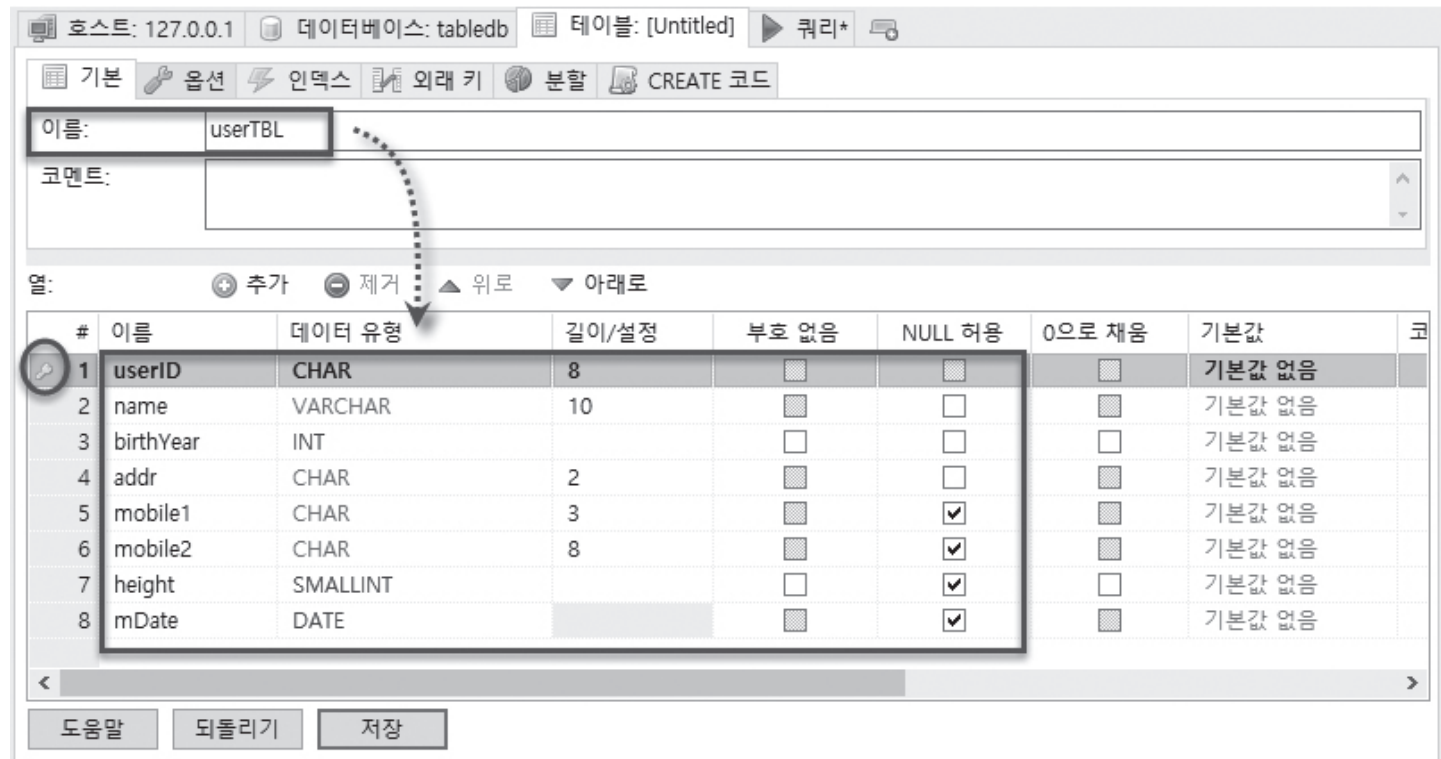 호스트: 127.0.0.1 데이터베이스: tabledb 테이블: [Untitled] 쿼리*
기본 옵션 인덱스 외래 키 분할 CREATE 코드
이름: userTBL
코멘트:
열: 추가 제거 위로 아래로
# 이름 데이터 유형 길이/설정 부호 없음 NULL 허용 0으로 채움 기본값 코
1 userID CHAR 8 기본값 없음
2 name VARCHAR 10 기본값 없음
3 birthYear INT 기본값 없음
4 addr CHAR 2 기본값 없음
5 mobile1 CHAR 3 기본값 없음
6 mobile2 CHAR 8 기본값 없음
7 height SMALLINT 기본값 없음
8 mDate DATE 기본값 없음
도움말 되돌리기 저장